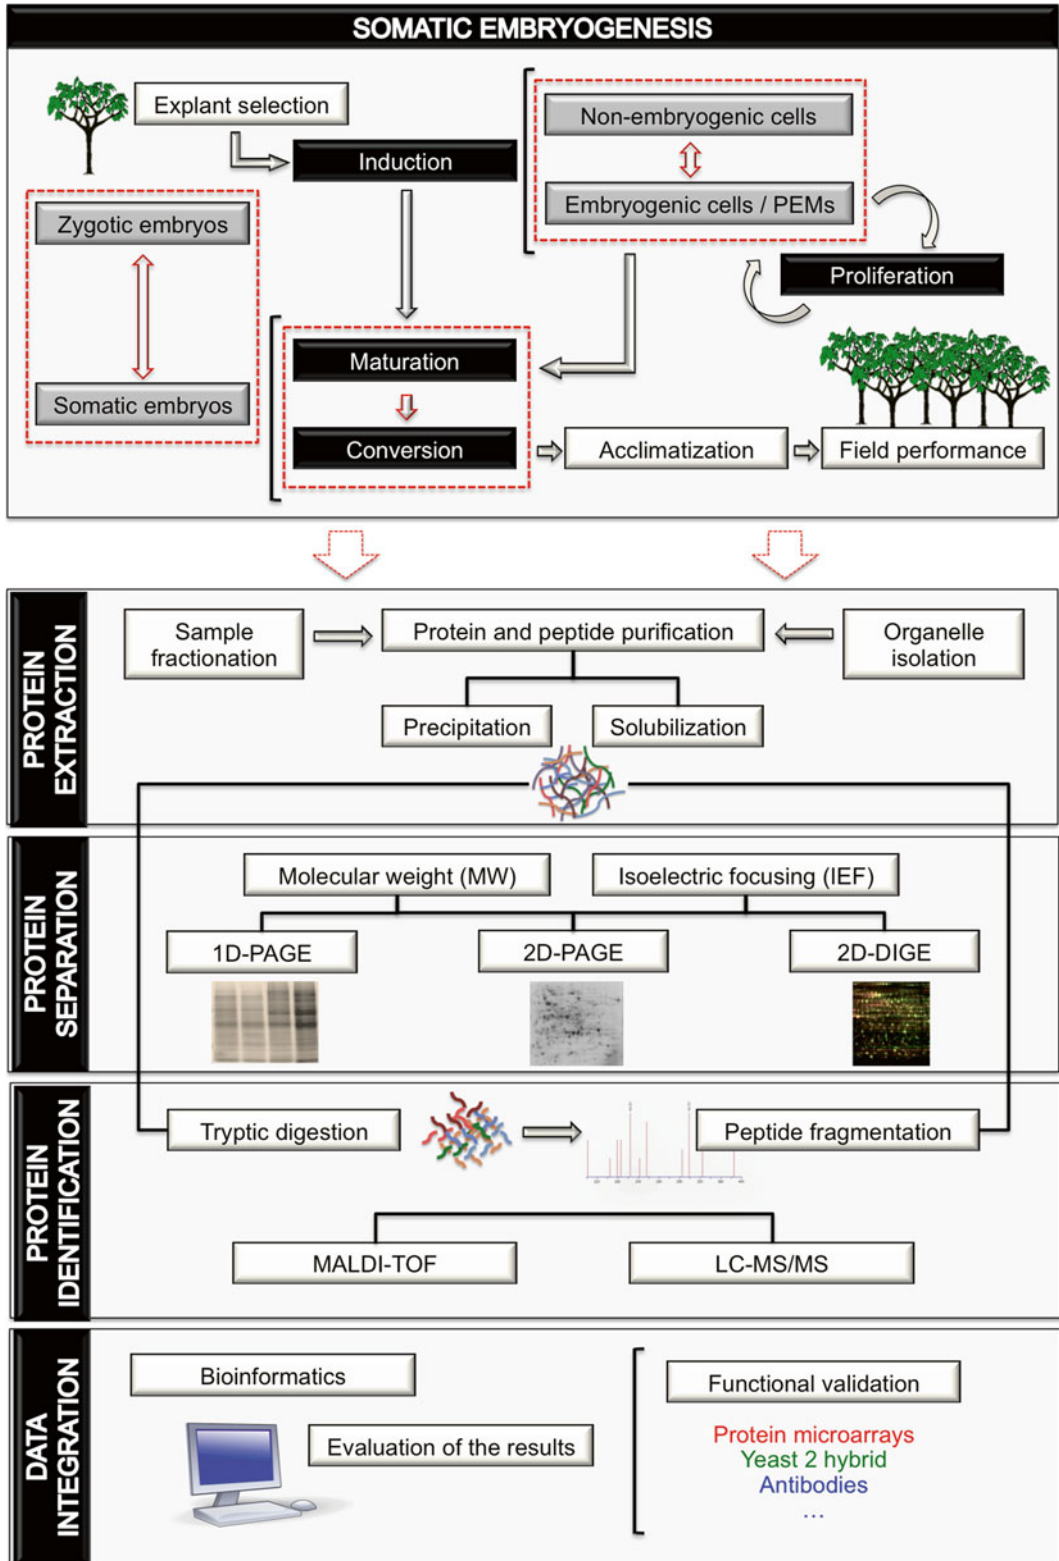 SOMATIC EMBRYOGENESIS
Explant selection
Induction
Non-embryogenic cells
Embryogenic cells / PEMs
Proliferation
Zygotic embryos
Somatic embryos
Maturation
Conversion
Acclimatization
Field performance
PROTEIN
EXTRACTION
Sample
fractionation
Protein and peptide purification
Organelle
isolation
Precipitation
Solubilization
PROTEIN
SEPARATION
Molecular weight (MW)
Isoelectric focusing (IEF)
1D-PAGE
2D-PAGE
2D-DIGE
PROTEIN
IDENTIFICATION
Tryptic digestion
Peptide fragmentation
MALDI-TOF
LC-MS/MS
DATA
INTEGRATION
Bioinformatics
Evaluation of the results
Functional validation
Protein microarrays
Yeast 2 hybrid
Antibodies
...